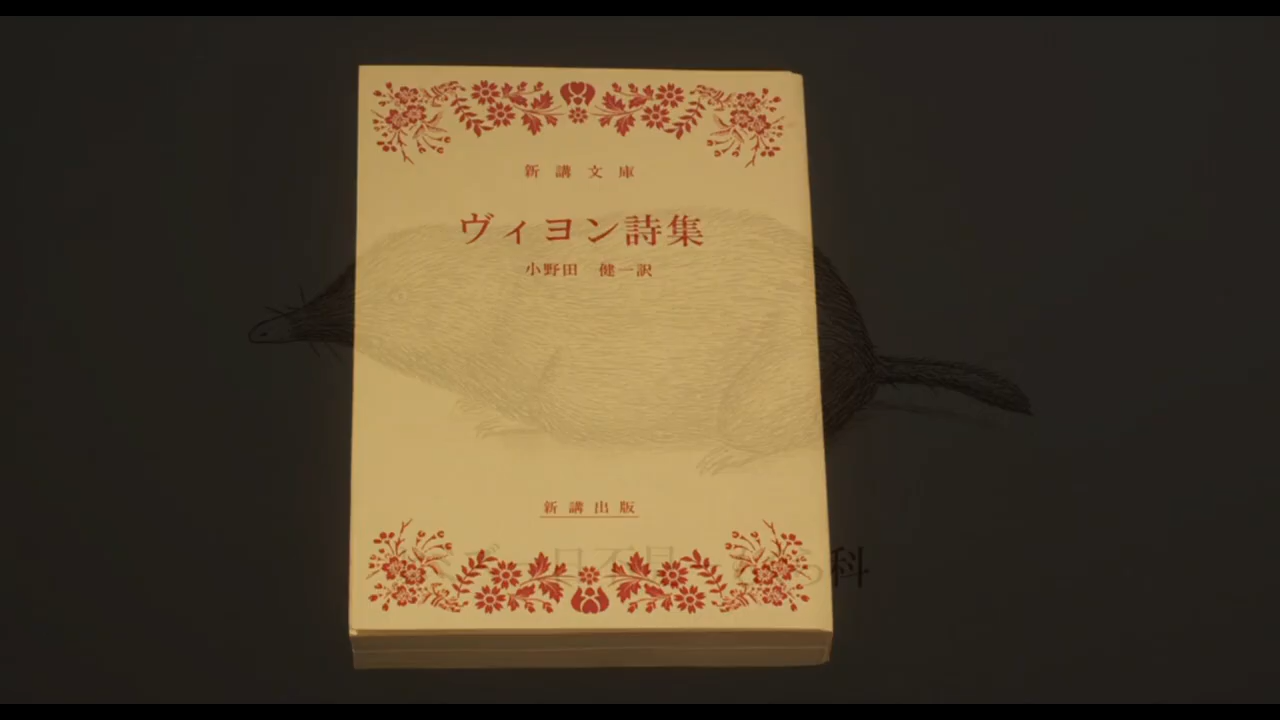 新講文庫
ヴィヨン詩集
小野田 健一訳
新講出版
科